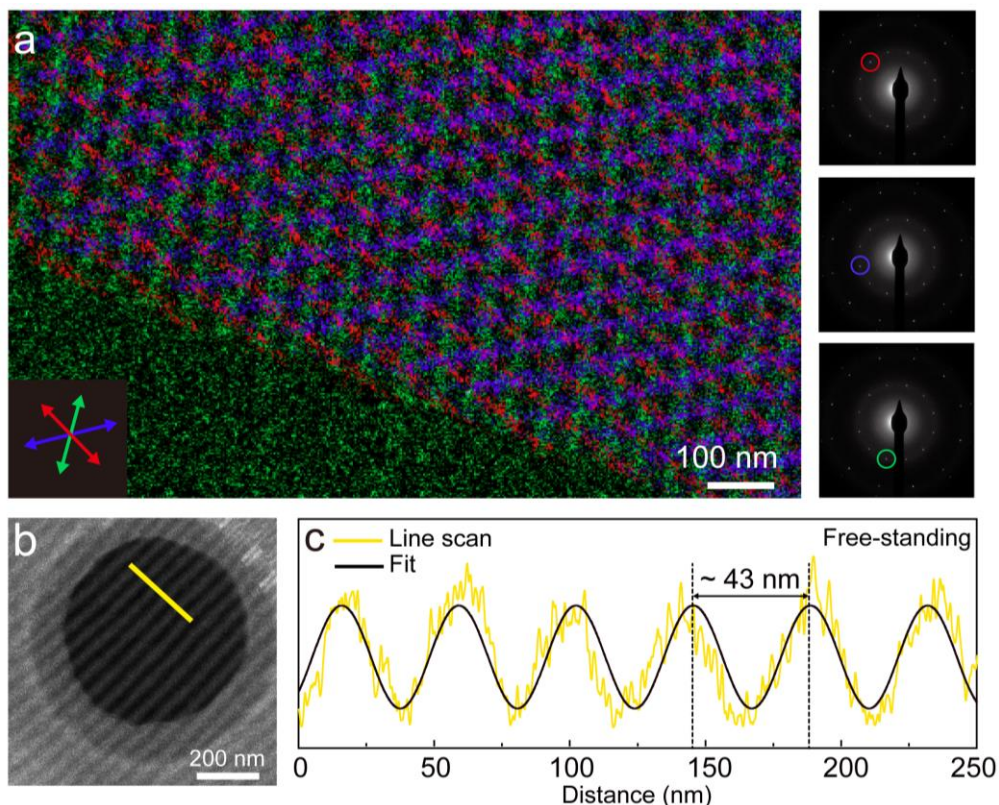 a
100 nm
b
200 nm
c
Line scan
Fit
Free-standing
~ 43 nm
0 50 100 150 200 250
Distance (nm)